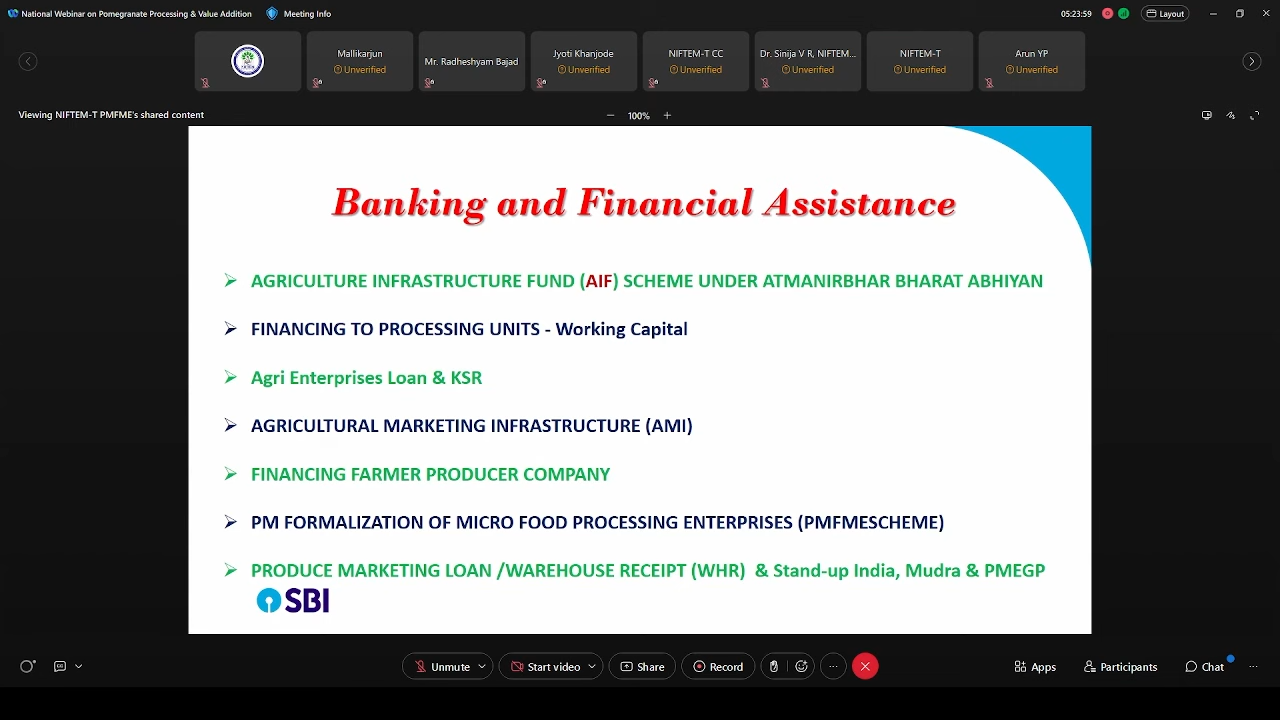 National Webinar on Pomegranate Processing & Value Addition Meeting Info 05:23:59 Layout
Mallikarjun
Unverified
Mr. Radheshyam Bajad
Jyoti Khanjode
Unverified
NIFTEM-T CC
Unverified
Dr. Sinija V R, NIFTEM...
Unverified
NIFTEM-T
Unverified
Arun YP
Unverified
Viewing NIFTEM-T PMFME's shared content
100%
Banking and Financial Assistance
AGRICULTURE INFRASTRUCTURE FUND (AIF) SCHEME UNDER ATMANIRBHAR BHARAT ABHIYAN
FINANCING TO PROCESSING UNITS - Working Capital
Agri Enterprises Loan & KSR
AGRICULTURAL MARKETING INFRASTRUCTURE (AMI)
FINANCING FARMER PRODUCER COMPANY
PM FORMALIZATION OF MICRO FOOD PROCESSING ENTERPRISES (PMFMESCHEME)
PRODUCE MARKETING LOAN /WAREHOUSE RECEIPT (WHR) & Stand-up India, Mudra & PMEGP
SBI
Unmute Start video Share Record Apps Participants Chat